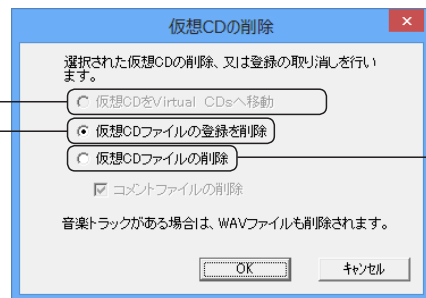 仮想CDの削除
×
選択された仮想CDの削除、又は登録の取り消しを行い
ます。
仮想CDをVirtual CDsへ移動
仮想CDファイルの登録を削除
仮想CDファイルの削除
コメントファイルの削除
音楽トラックがある場合は、WAVファイルも削除されます。
OK
キャンセル